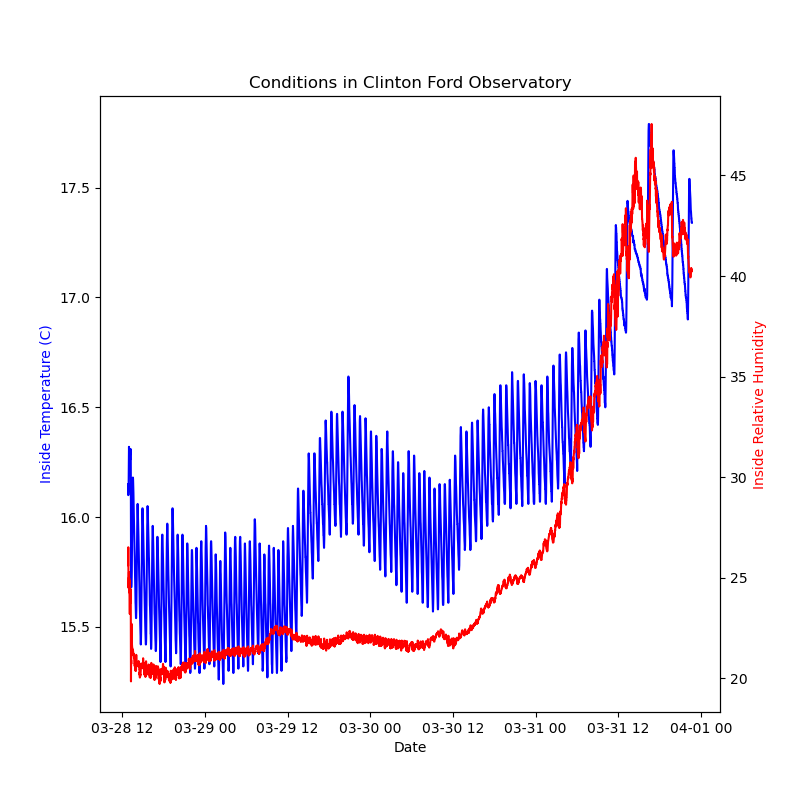 Conditions in Clinton Ford Observatory
17.5
17.0
16.5
16.0
15.5
Inside Temperature (C)
45
40
35
30
25
20
Inside Relative Humidity
03-28 12 03-29 00 03-29 12 03-30 00 03-30 12 03-31 00 03-31 12 04-01 00
Date